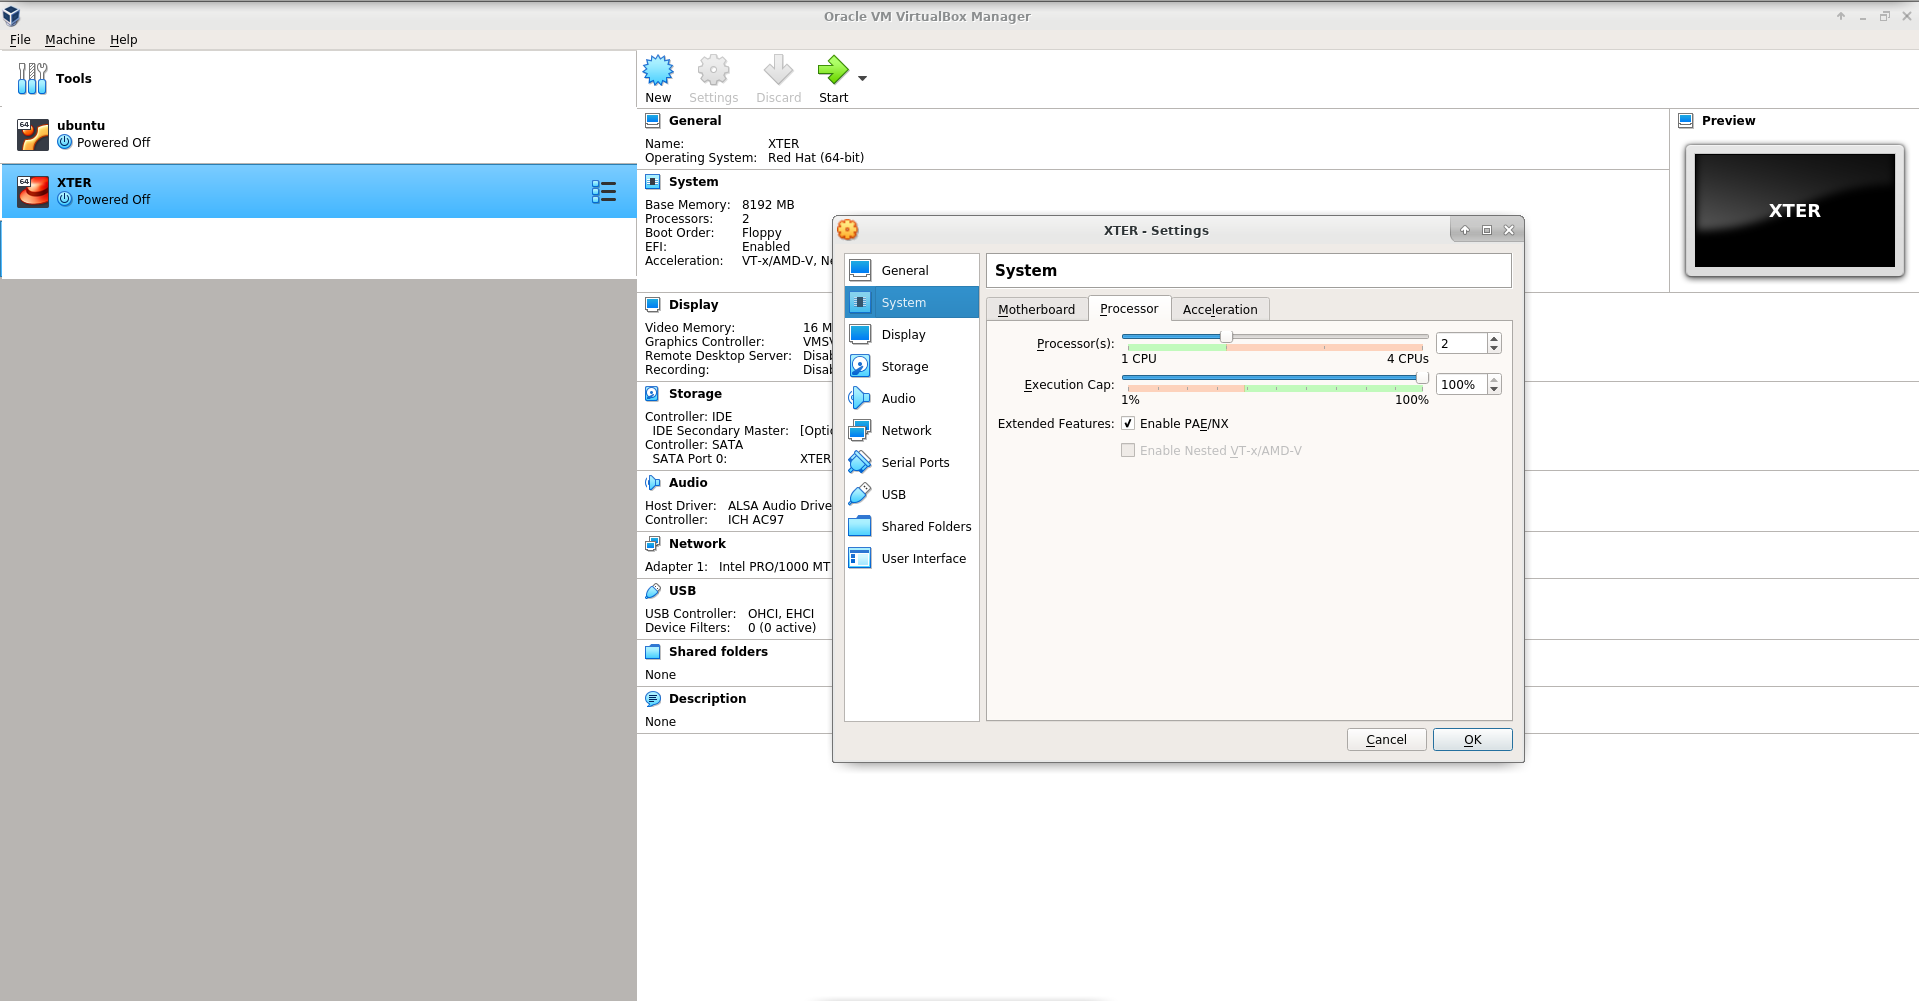 Oracle VM VirtualBox Manager
File Machine Help
Tools
64
ubuntu
Powered Off
64
XTER
Powered Off
New Settings Discard Start
General
Name: XTER
Operating System: Red Hat (64-bit)
System
Base Memory: 8192 MB
Processors: 2
Boot Order: Floppy
EFI: Enabled
Acceleration: VT-x/AMD-V, Ne
Display
Video Memory: 16 M
Graphics Controller: VMSV
Remote Desktop Server: Disab
Recording: Disab
Storage
Controller: IDE
IDE Secondary Master: [Optic
Controller: SATA
SATA Port 0: XTER
Audio
Host Driver: ALSA Audio Drive
Controller: ICH AC97
Network
Adapter 1: Intel PRO/1000 MT
USB
USB Controller: OHCI, EHCI
Device Filters: 0 (0 active)
Shared folders
None
Description
None
Preview
XTER
XTER - Settings
General
System
Display
Storage
Audio
Network
Serial Ports
USB
Shared Folders
User Interface
System
Motherboard Processor Acceleration
Processor(s): 2
1 CPU 4 CPUs
Execution Cap: 100%
1% 100%
Extended Features: Enable PAE/NX
Enable Nested VT-x/AMD-V
Cancel OK